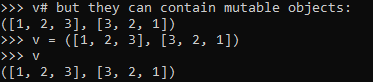 >>> v# but they can contain mutable objects:
([1, 2, 3], [3, 2, 1])
>>> v = ([1, 2, 3], [3, 2, 1])
>>> v
([1, 2, 3], [3, 2, 1])